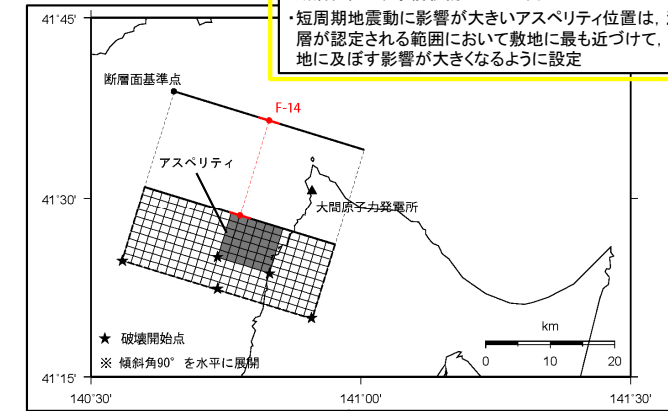 ・短周期地震動に影響が大きいアスペリティ位置は,
層が認定される範囲において敷地に最も近づけて,
地に及ぼす影響が大きくなるように設定
41°45'
断層面基準点
F-14
アスペリティ
41°30'
大間原子力発電所
★ 破壊開始点
※ 傾斜角90°を水平に展開
km
0 10 20
41°15'
140°30' 141°00' 141°30'